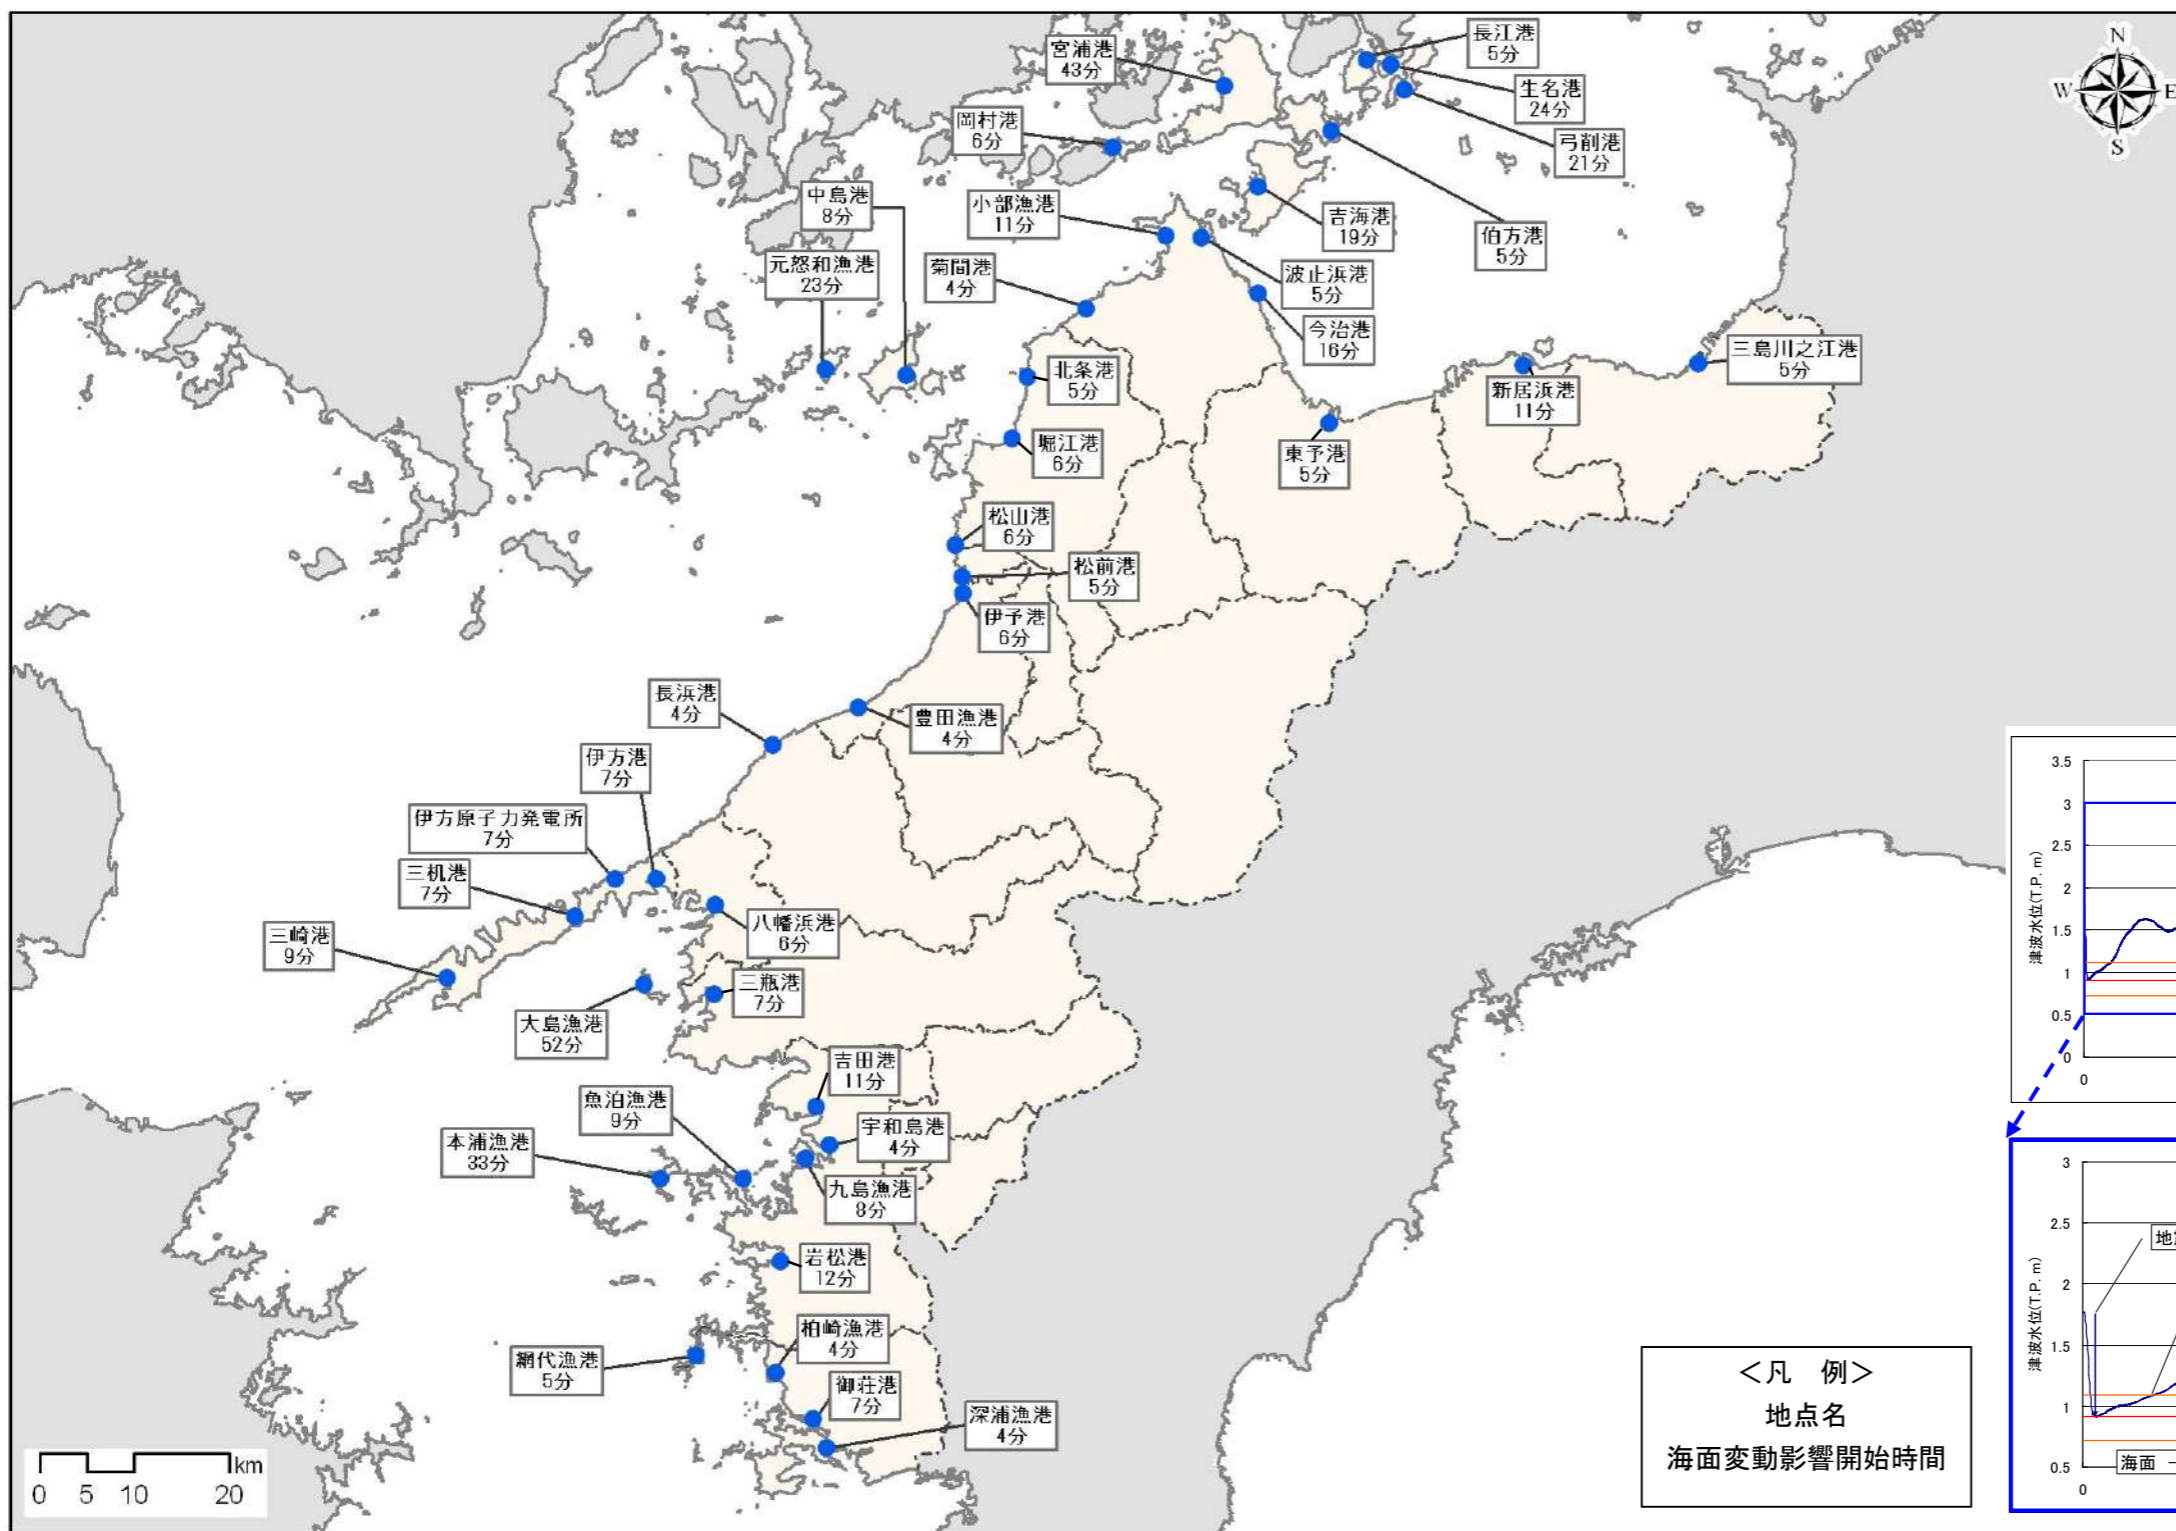 長江港
5分
宮浦港
43分
生名港
24分
弓削港
21分
岡村港
6分
中島港
8分
小部漁港
11分
吉海港
19分
伯方港
5分
元怒和漁港
23分
菊間港
4分
波止浜港
5分
今治港
16分
三島川之江港
5分
北条港
5分
新居浜港
11分
堀江港
6分
東予港
5分
松山港
6分
松前港
5分
伊予港
6分
長浜港
4分
豊田漁港
4分
伊方港
7分
伊方原子力発電所
7分
三机港
7分
八幡浜港
6分
三崎港
9分
三瓶港
7分
大島漁港
52分
吉田港
11分
魚泊漁港
9分
宇和島港
4分
本浦漁港
33分
九島漁港
8分
岩松港
12分
柏崎漁港
4分
網代漁港
5分
御荘港
7分
深浦漁港
4分
N
W
E
S
km
0 5 10 20
＜凡 例＞
地点名
海面変動影響開始時間
3.5
3
2.5
2
1.5
1
0.5
0
0
津波水位(T.P. m)
3
2.5
2
1.5
1
0.5
0
津波水位(T.P. m)
海面